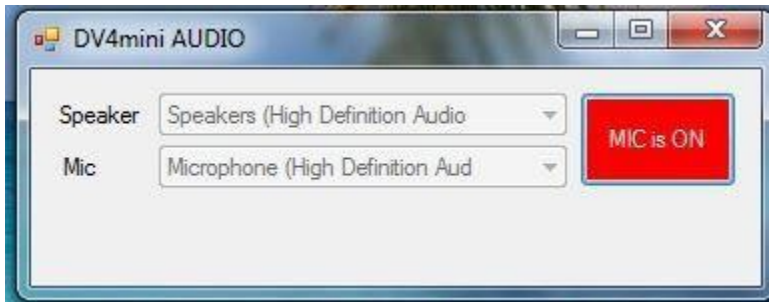 DV4mini AUDIO
Speaker Speakers (High Definition Audio
MIC is ON
Mic Microphone (High Definition Aud